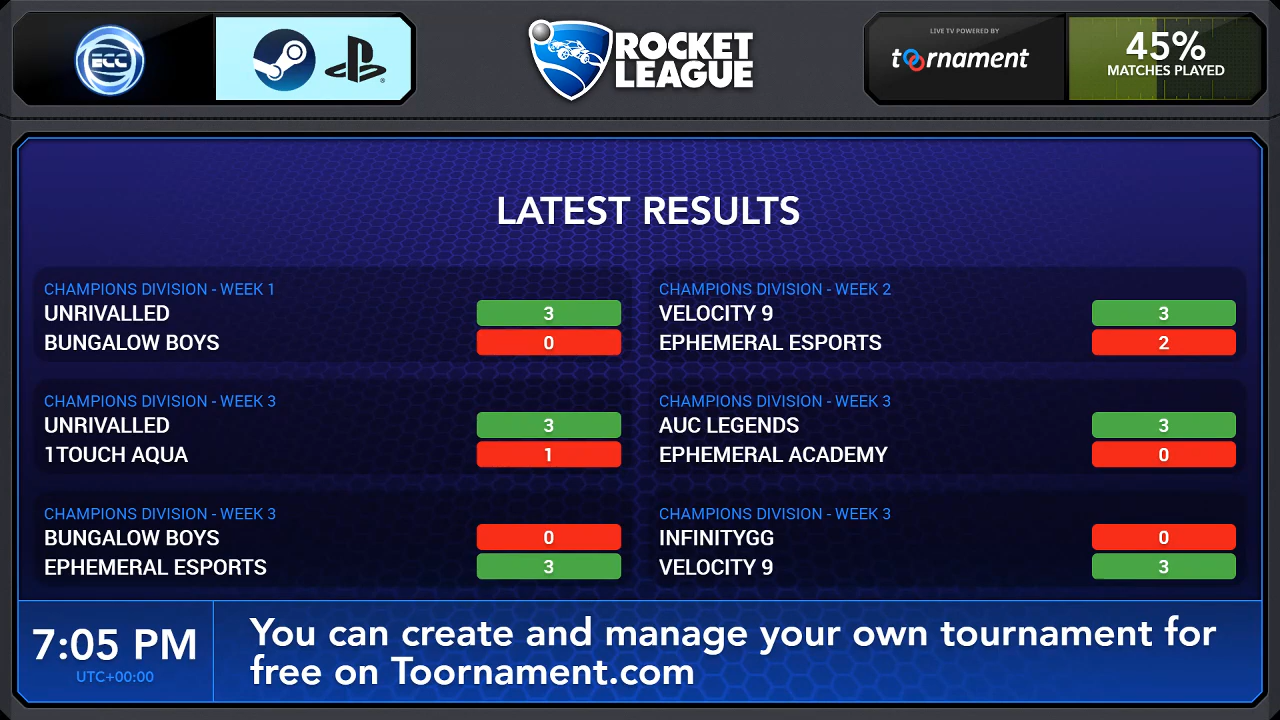 ECC
ROCKET
LEAGUE
LIVE TV POWERED BY
toornament
45%
MATCHES PLAYED
LATEST RESULTS
CHAMPIONS DIVISION - WEEK 1
UNRIVALLED 3
BUNGALOW BOYS 0
CHAMPIONS DIVISION - WEEK 2
VELOCITY 9 3
EPHEMERAL ESPORTS 2
CHAMPIONS DIVISION - WEEK 3
UNRIVALLED 3
1TOUCH AQUA 1
CHAMPIONS DIVISION - WEEK 3
AUC LEGENDS 3
EPHEMERAL ACADEMY 0
CHAMPIONS DIVISION - WEEK 3
BUNGALOW BOYS 0
EPHEMERAL ESPORTS 3
CHAMPIONS DIVISION - WEEK 3
INFINITYGG 0
VELOCITY 9 3
7:05 PM
UTC+00:00
You can create and manage your own tournament for
free on Toornament.com